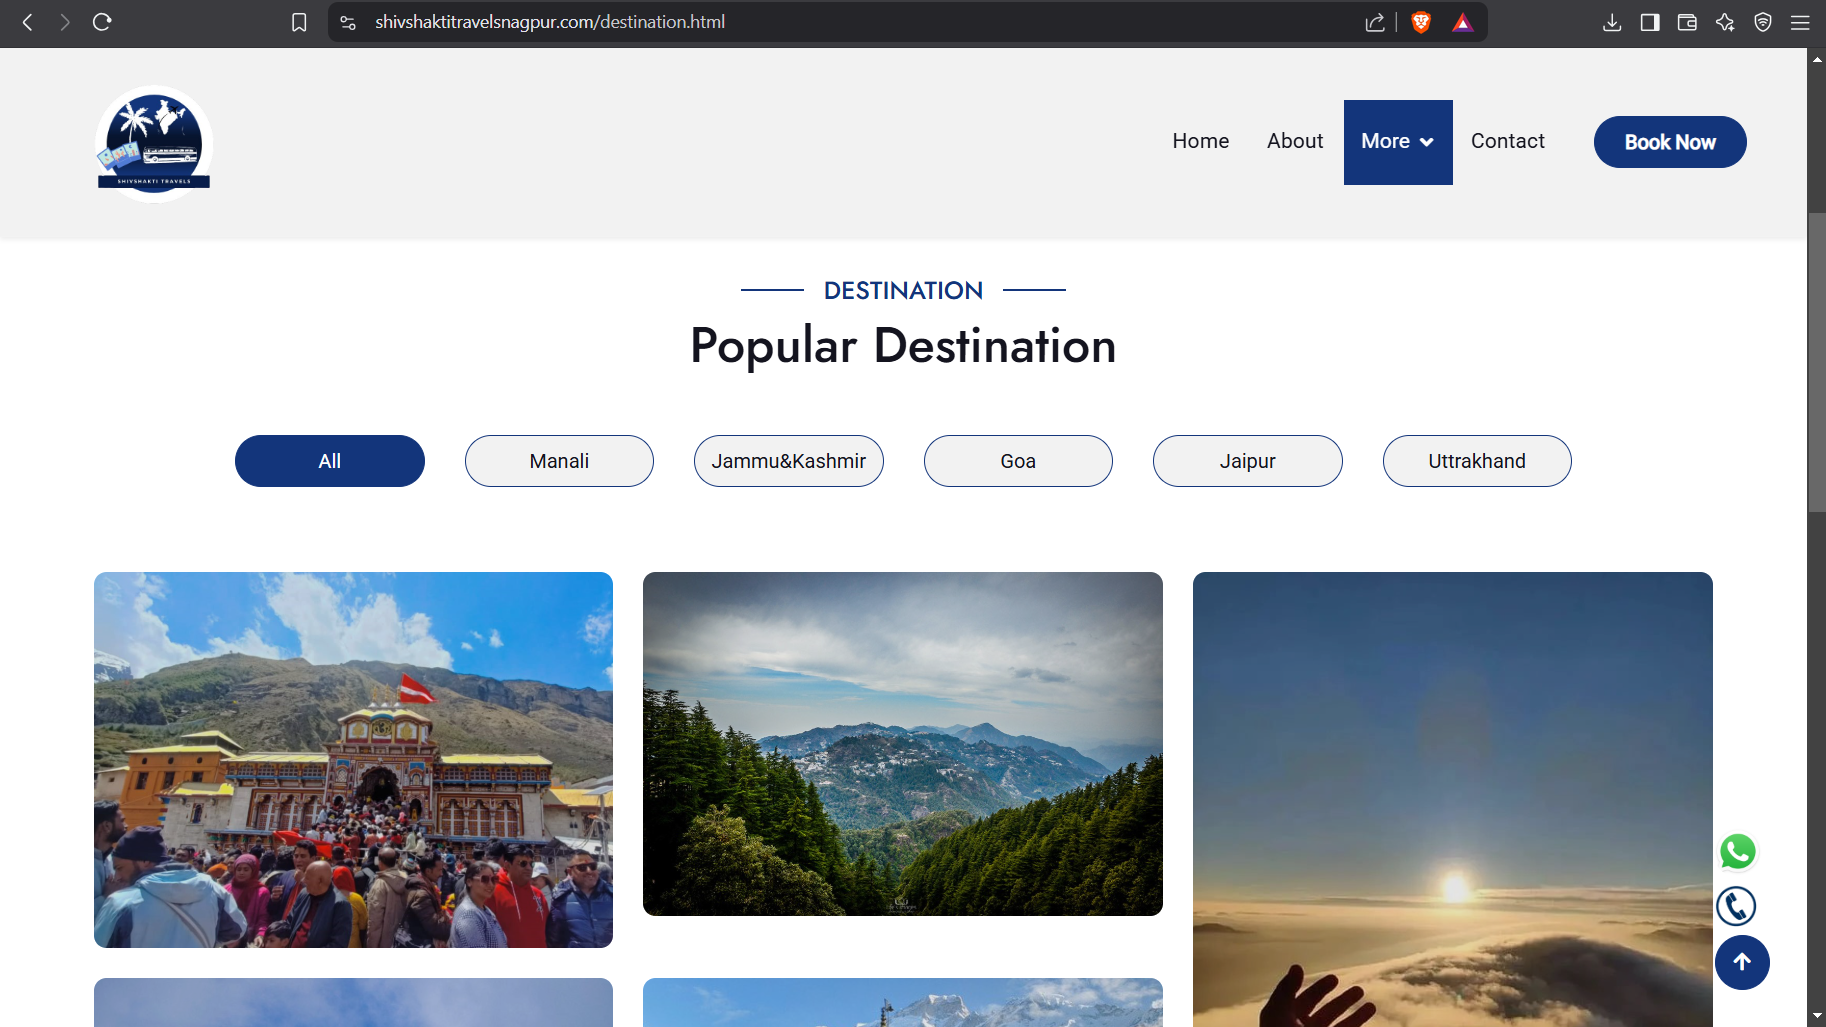 shivshaktitravelsnagpur.com/destination.html
SHIVSHAKTI TRAVELS
Home About More Contact Book Now
DESTINATION
Popular Destination
All Manali Jammu&Kashmir Goa Jaipur Uttrakhand